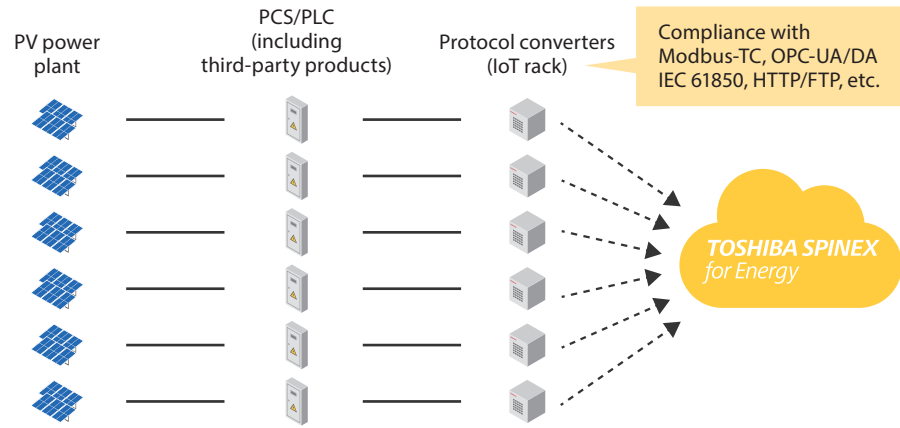 PV power
plant
PCS/PLC
(including
third-party products)
Protocol converters
(IoT rack)
Compliance with
Modbus-TC, OPC-UA/DA
IEC 61850, HTTP/FTP, etc.
TOSHIBA SPINEX
for Energy